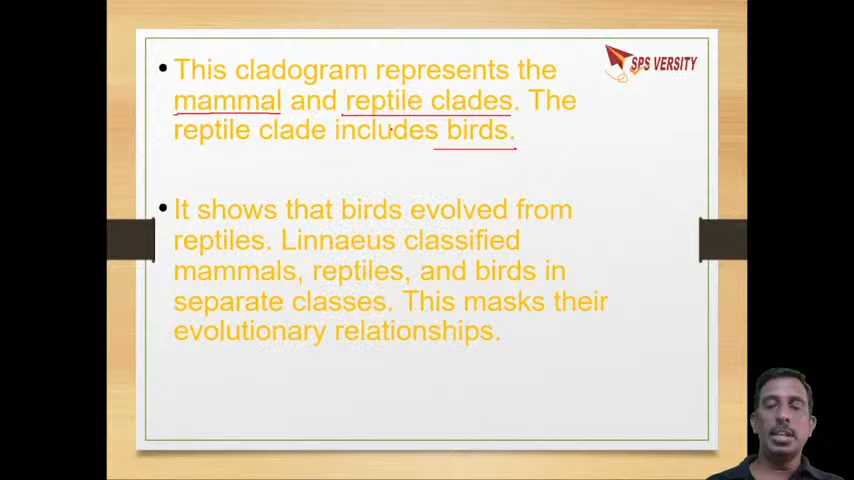 SPS VERSITY
• This cladogram represents the
mammal and reptile clades. The
reptile clade includes birds.
• It shows that birds evolved from
reptiles. Linnaeus classified
mammals, reptiles, and birds in
separate classes. This masks their
evolutionary relationships.